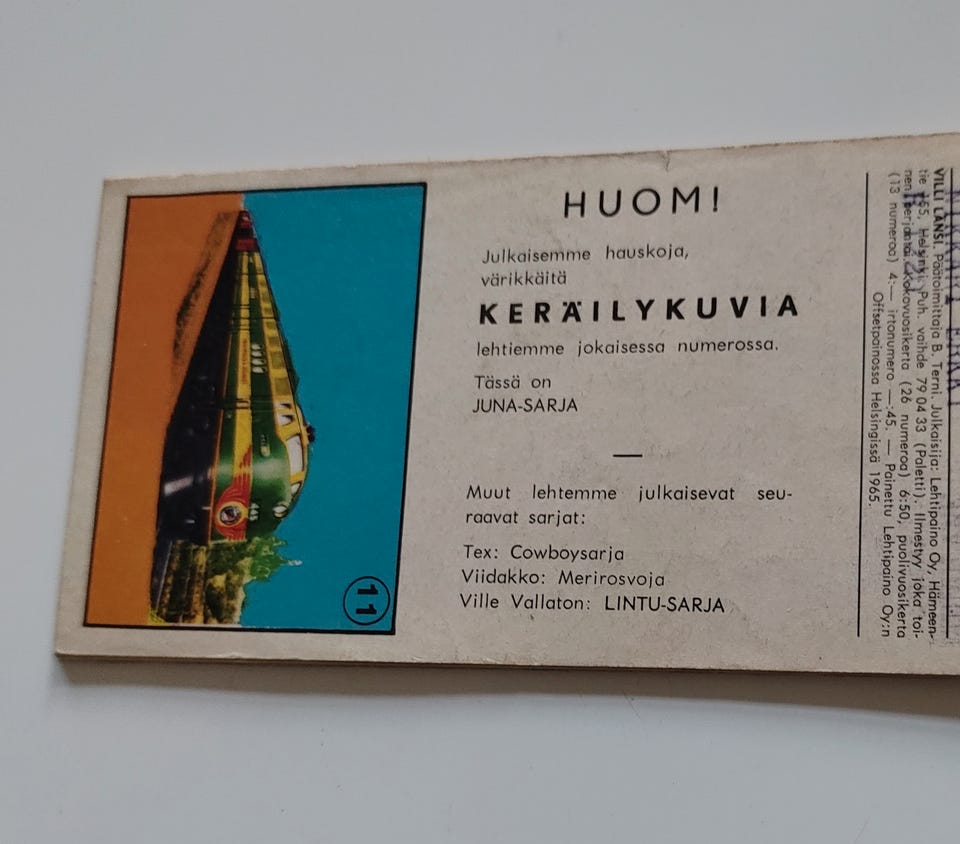 HUOM!
Julkaisemme hauskoja,
värikkäitä
KERÄILYKUVIA
lehtiemme jokaisessa numerossa.
Tässä on
JUNA-SARJA
—
Muut lehtemme julkaisevat seu-
raavat sarjat:
Tex: Cowboysarja
Viidakko: Merirosvoja
Ville Vallaton: LINTU-SARJA
11
VILLI LÄNSI. Päätoimittaja B. Terni. Julkaisija: Lehtipaino Oy, Hämeen-
tie 155, Helsinki. Puh. vaihde 79 04 33 (Paletti). Ilmestyy joka toi-
nen perjantai. Kokovuosikerta (26 numeroa) 6:50, puolivuosikerta
(13 numeroa) 4:— irtonumero —:45. — Painettu Lehtipaino Oy:n
Offsetpainossa Helsingissä 1965.